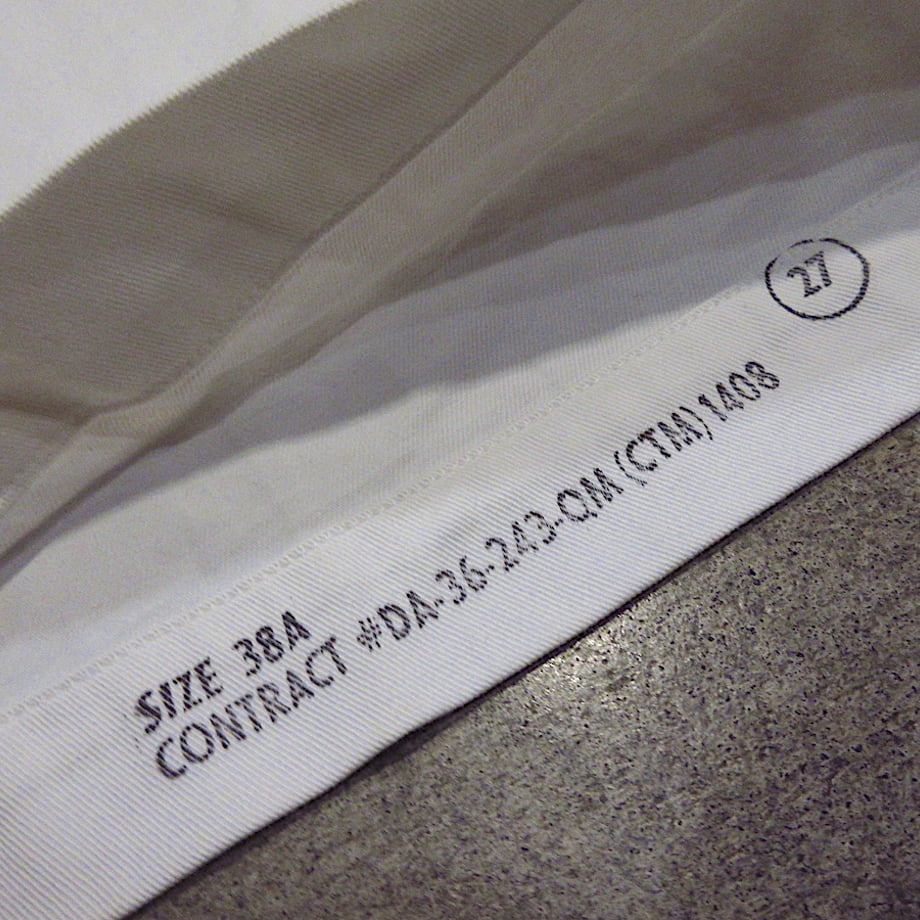 27
SIZE 38A
CONTRACT #DA-36-243-QM(CTM)1408